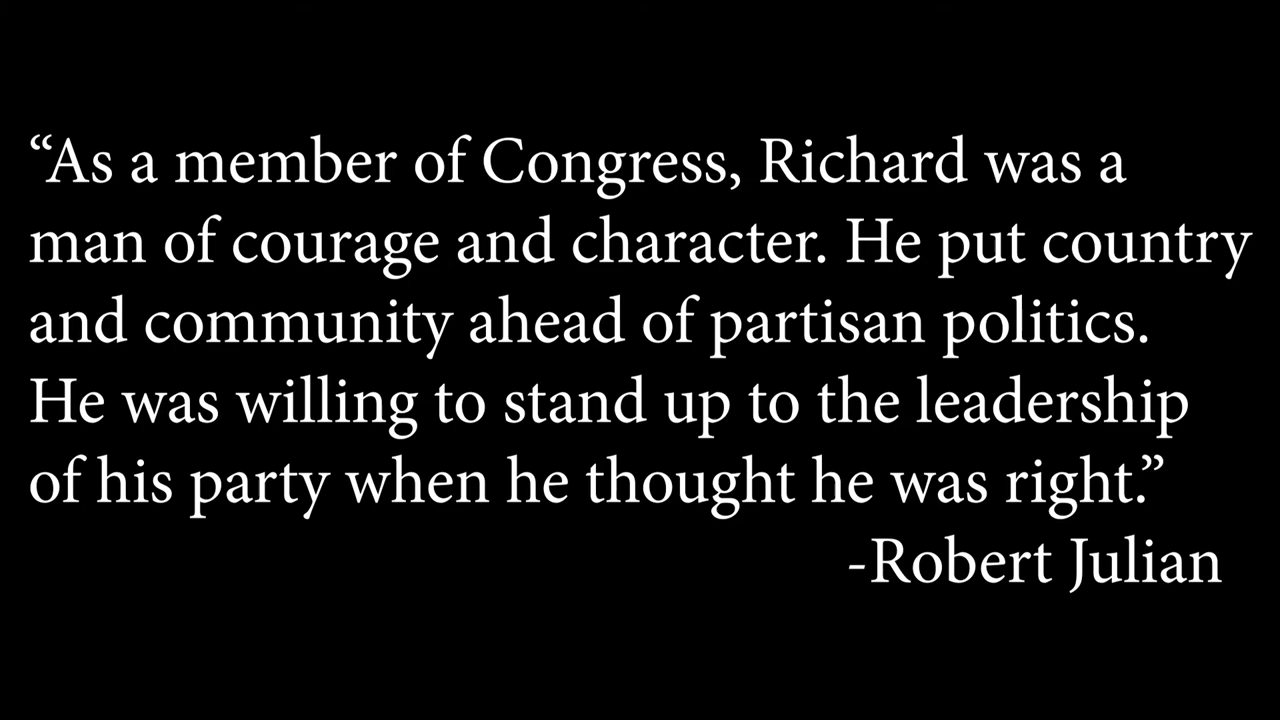 “As a member of Congress, Richard was a
man of courage and character. He put country
and community ahead of partisan politics.
He was willing to stand up to the leadership
of his party when he thought he was right.”
-Robert Julian